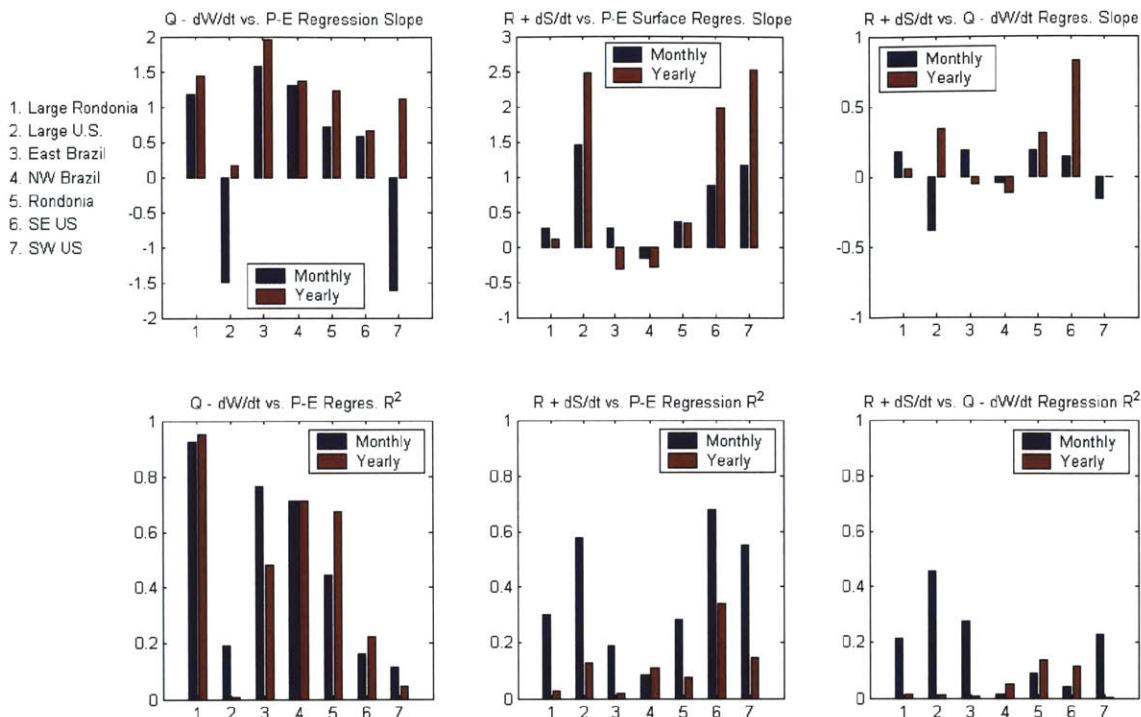 Q - dW/dt vs. P-E Regression Slope
R + dS/dt vs. P-E Surface Regres. Slope
R + dS/dt vs. Q - dW/dt Regres. Slope
1. Large Rondonia
2. Large U.S.
3. East Brazil
4. NW Brazil
5. Rondonia
6. SE US
7. SW US
2
1.5
1
0.5
0
-0.5
-1
-1.5
-2
1 2 3 4 5 6 7
Monthly
Yearly
3
2.5
2
1.5
1
0.5
0
-0.5
-1
1 2 3 4 5 6 7
Monthly
Yearly
1
0.5
0
-0.5
-1
1 2 3 4 5 6 7
Monthly
Yearly
Q - dW/dt vs. P-E Regres. R²
1
0.8
0.6
0.4
0.2
0
1 2 3 4 5 6 7
Monthly
Yearly
R + dS/dt vs. P-E Regression R²
1
0.8
0.6
0.4
0.2
0
1 2 3 4 5 6 7
Monthly
Yearly
R + dS/dt vs. Q - dW/dt Regression R²
1
0.8
0.6
0.4
0.2
0
1 2 3 4 5 6 7
Monthly
Yearly